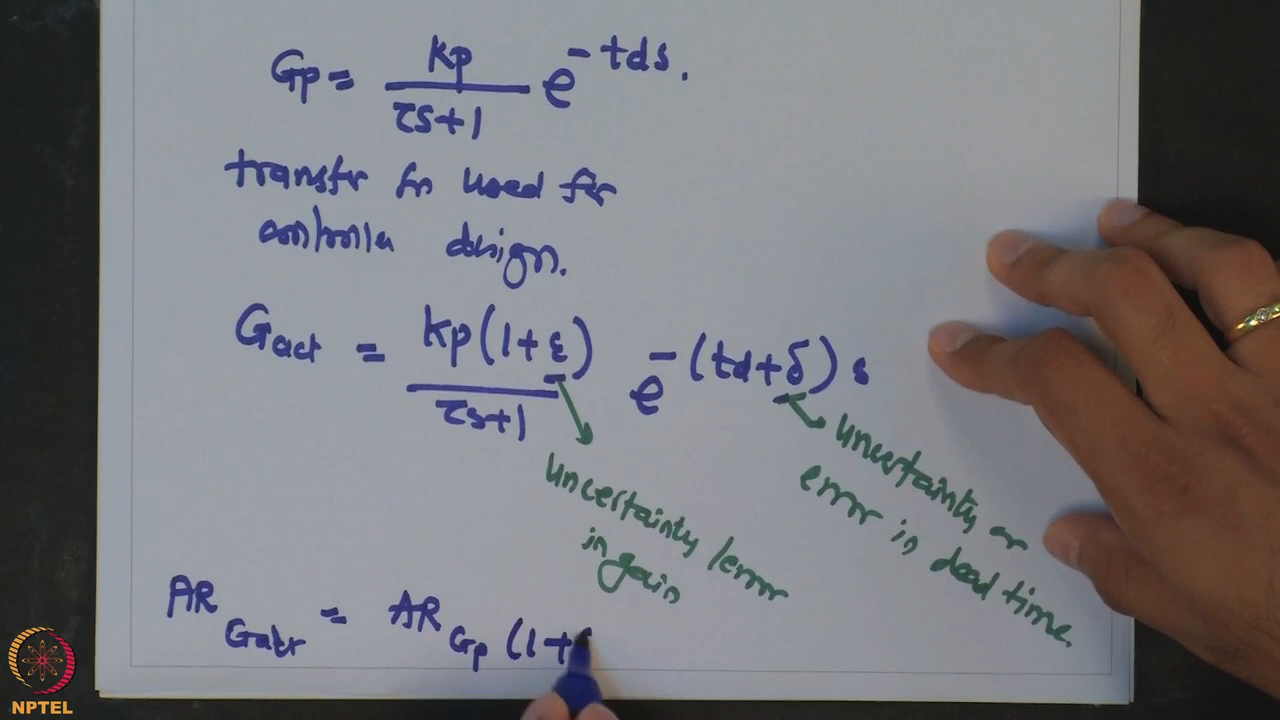 Gp = kp / τs+1 e^-tds.
transfer fn used for
controller design.
Gact = kp(1+ε) / τs+1 e^-(td+δ)s
uncertainty /error
in gain
uncertainty or
error in dead time.
AR Gact = AR Gp (1+
NPTEL